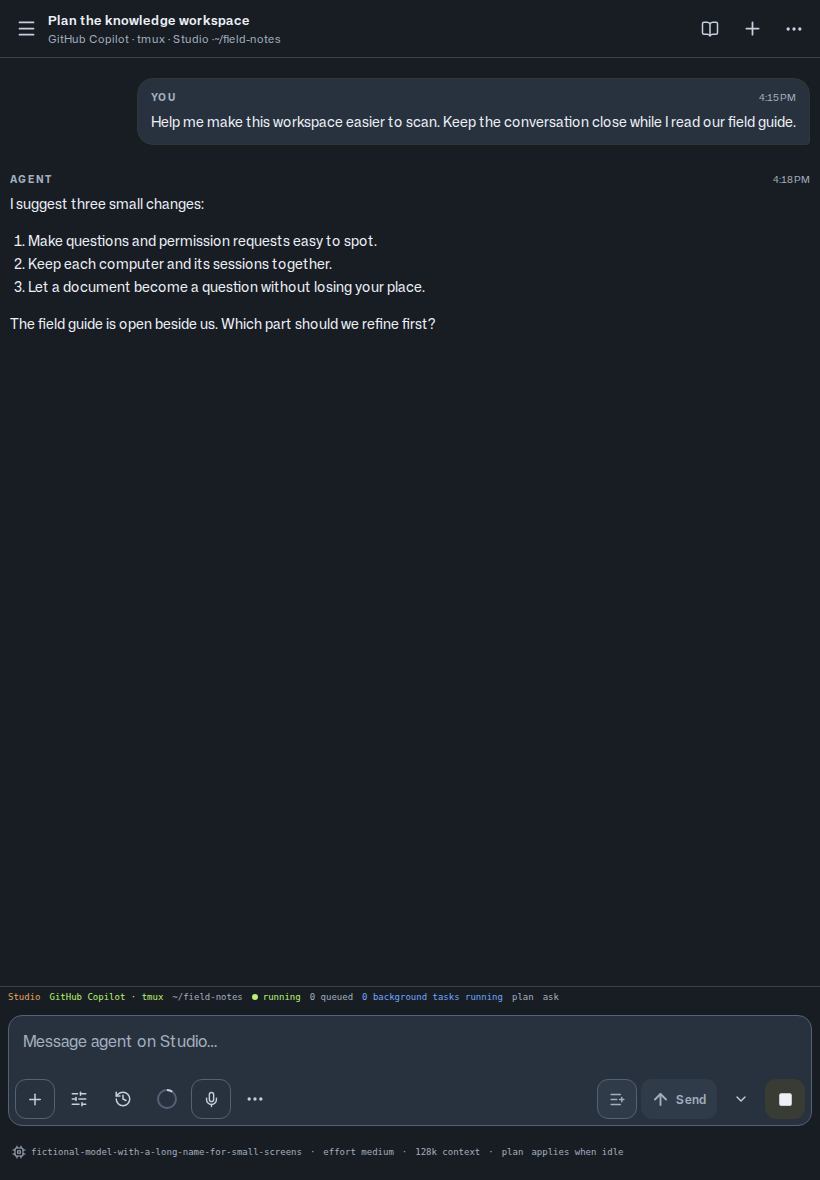 Plan the knowledge workspace
GitHub Copilot · tmux · Studio ·~/field-notes
YOU 4:15 PM
Help me make this workspace easier to scan. Keep the conversation close while I read our field guide.
AGENT 4:18 PM
I suggest three small changes:
1. Make questions and permission requests easy to spot.
2. Keep each computer and its sessions together.
3. Let a document become a question without losing your place.
The field guide is open beside us. Which part should we refine first?
Studio GitHub Copilot · tmux ~/field-notes running 0 queued 0 background tasks running plan ask
Message agent on Studio...
Send
fictional-model-with-a-long-name-for-small-screens · effort medium · 128k context · plan applies when idle